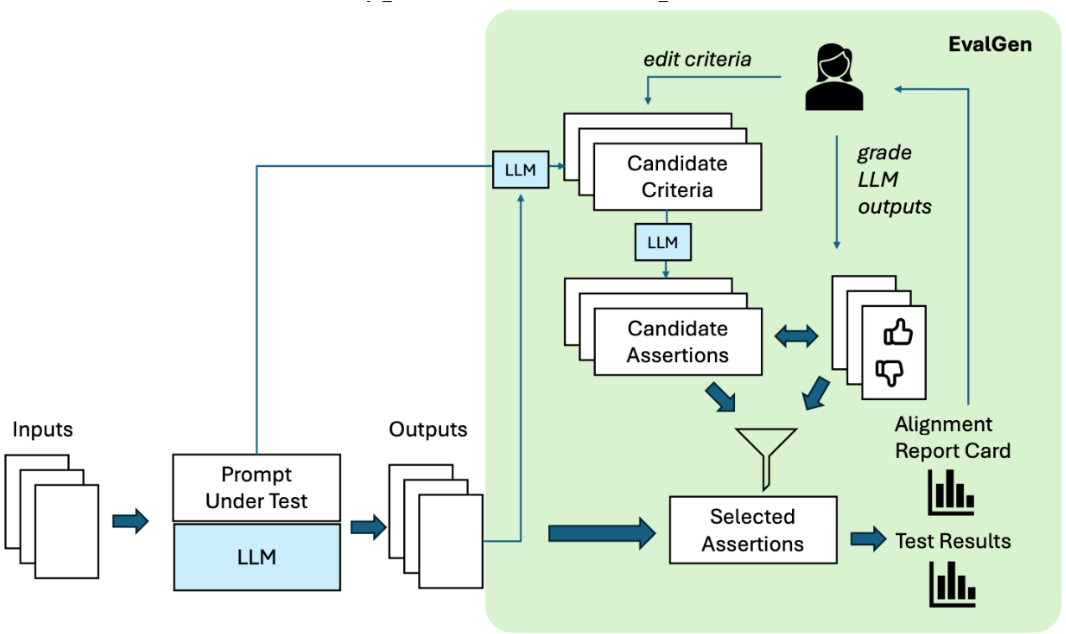 EvalGen
edit criteria
LLM
Candidate
Criteria
grade
LLM
outputs
LLM
Candidate
Assertions
Inputs
Outputs
Prompt
Under Test
LLM
Alignment
Report Card
Selected
Assertions
Test Results